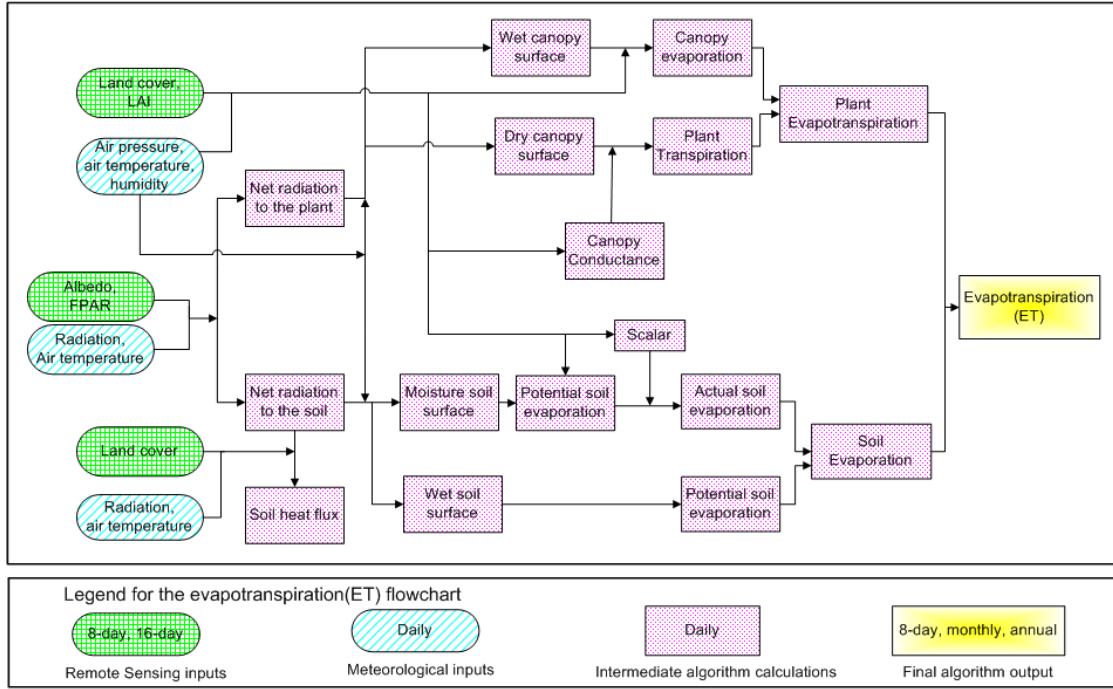 Wet canopy
surface
Canopy
evaporation
Land cover,
LAI
Plant
Evapotranspiration
Air pressure,
air temperature,
humidity
Dry canopy
surface
Plant
Transpiration
Net radiation
to the plant
Canopy
Conductance
Albedo,
FPAR
Evapotranspiration
(ET)
Radiation,
Air temperature
Scalar
Net radiation
to the soil
Moisture soil
surface
Potential soil
evaporation
Actual soil
evaporation
Land cover
Soil
Evaporation
Radiation,
air temperature
Soil heat flux
Wet soil
surface
Potential soil
evaporation
Legend for the evapotranspiration(ET) flowchart
8-day, 16-day
Daily
Daily
8-day, monthly, annual
Remote Sensing inputs
Meteorological inputs
Intermediate algorithm calculations
Final algorithm output